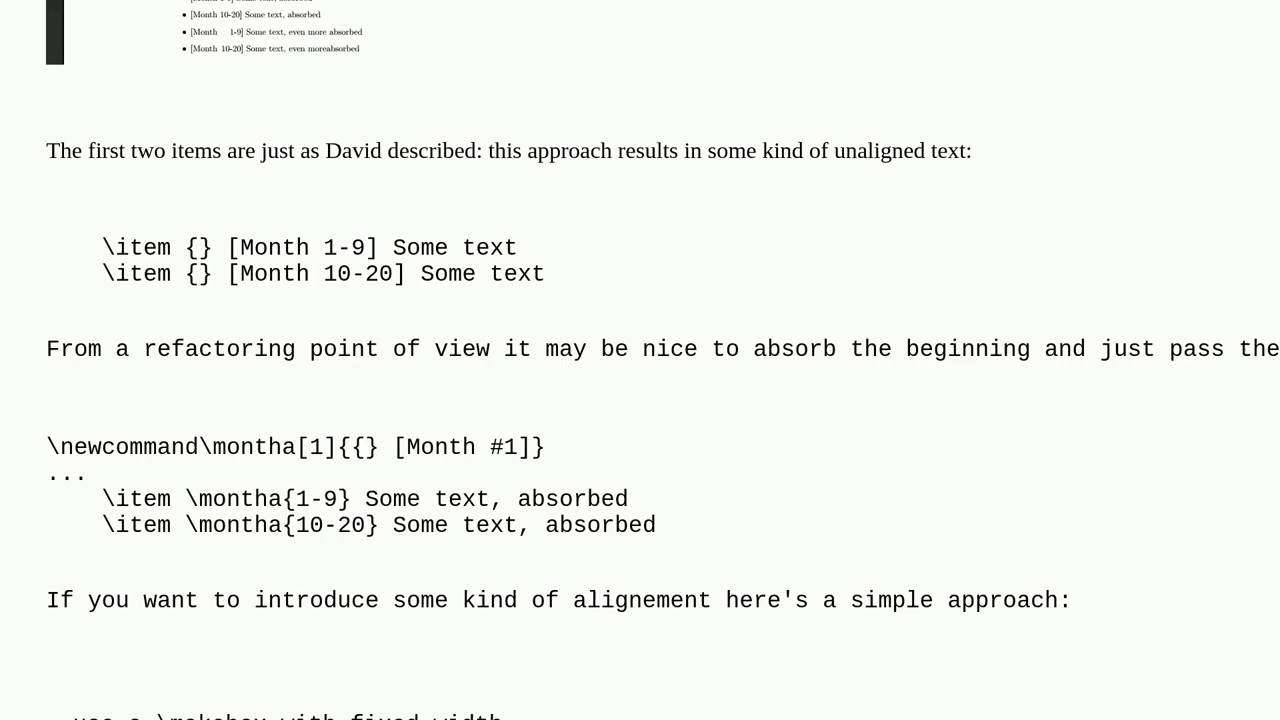 [Month 10-20] Some text, absorbed
[Month 1-9] Some text, even more absorbed
[Month 10-20] Some text, even moreabsorbed
The first two items are just as David described: this approach results in some kind of unaligned text:
\item {} [Month 1-9] Some text
\item {} [Month 10-20] Some text
From a refactoring point of view it may be nice to absorb the beginning and just pass the
\newcommand\montha[1]{{} [Month #1]}
...
\item \montha{1-9} Some text, absorbed
\item \montha{10-20} Some text, absorbed
If you want to introduce some kind of alignement here's a simple approach:
use a \makebox with fixed width